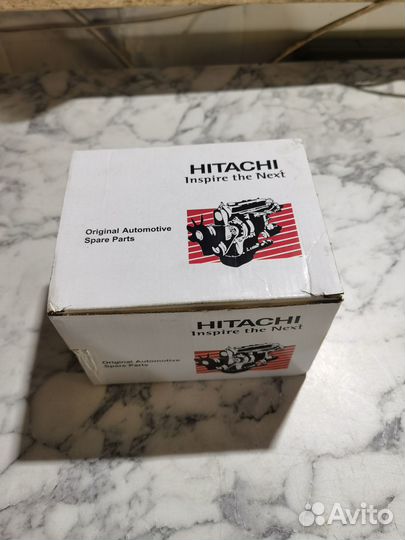 HITACHI
Inspire the Next
Original Automotive
Spare Parts
HITACHI
Inspire the Next
Original Automotive
Spare Parts
Avito